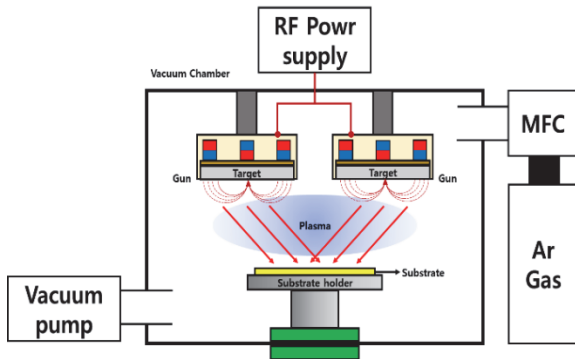 RF Powr
supply
Vacuum Chamber
MFC
Gun
Target
Target
Gun
Plasma
Substrate
Substrate holder
Ar
Gas
Vacuum
pump